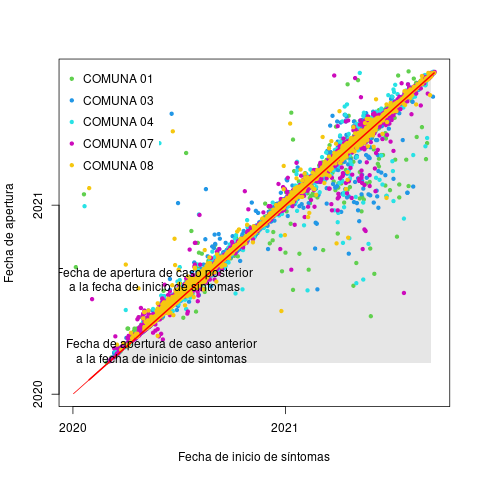 COMUNA 01
COMUNA 03
COMUNA 04
COMUNA 07
COMUNA 08
Fecha de apertura
2021
2020
Fecha de apertura de caso posterior
a la fecha de inicio de síntomas
Fecha de apertura de caso anterior
a la fecha de inicio de síntomas
2020
2021
Fecha de inicio de síntomas